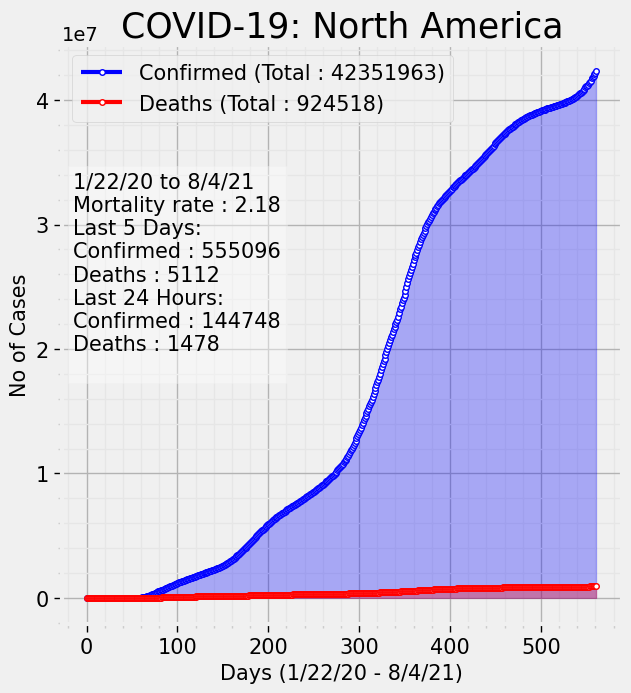 COVID-19: North America
1e7
Confirmed (Total : 42351963)
Deaths (Total : 924518)
4
3
2
1
0
1/22/20 to 8/4/21
Mortality rate : 2.18
Last 5 Days:
Confirmed : 555096
Deaths : 5112
Last 24 Hours:
Confirmed : 144748
Deaths : 1478
No of Cases
0 100 200 300 400 500
Days (1/22/20 - 8/4/21)